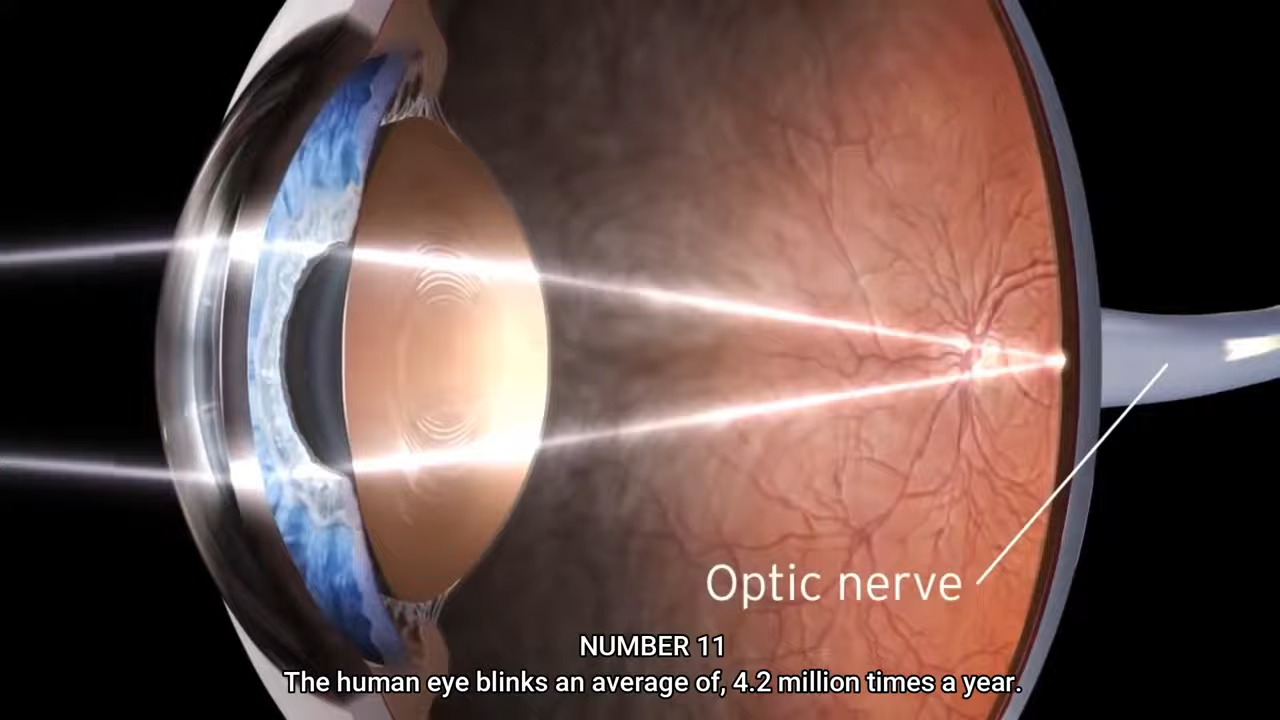 Optic nerve
NUMBER 11
The human eye blinks an average of, 4.2 million times a year.